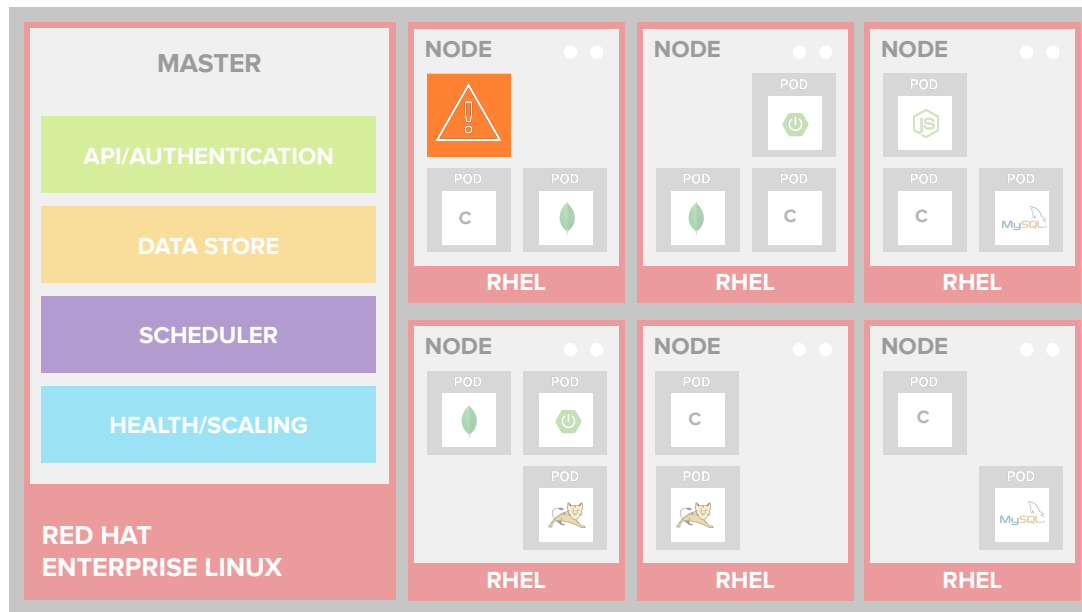 MASTER
API/AUTHENTICATION
DATA STORE
SCHEDULER
HEALTH/SCALING
RED HAT
ENTERPRISE LINUX
NODE
!
POD
C
POD
RHEL
NODE
POD
POD
POD
C
RHEL
NODE
POD
JS
POD
C
POD
MySQL
RHEL
NODE
POD
POD
POD
RHEL
NODE
POD
C
POD
RHEL
NODE
POD
C
POD
MySQL
RHEL